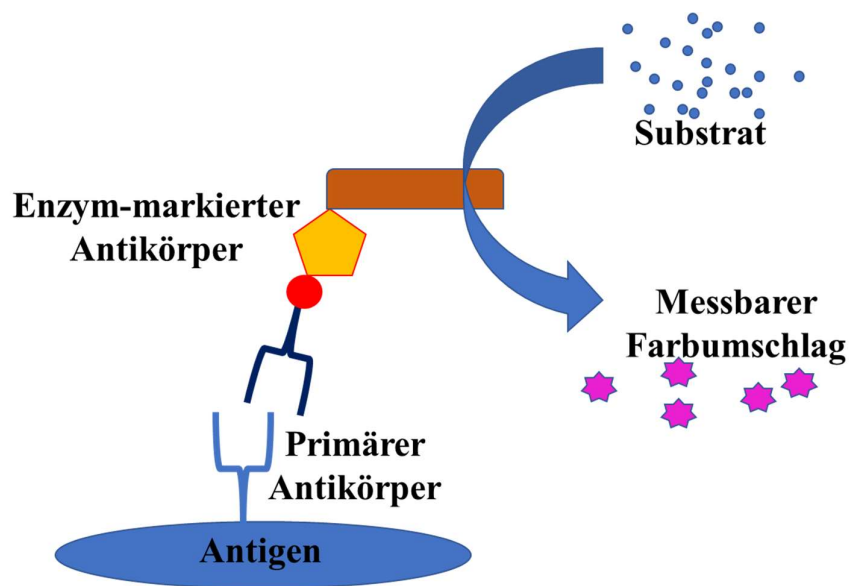 Substrat
Enzym-markierter
Antikörper
Messbarer
Farbumschlag
Primärer
Antikörper
Antigen